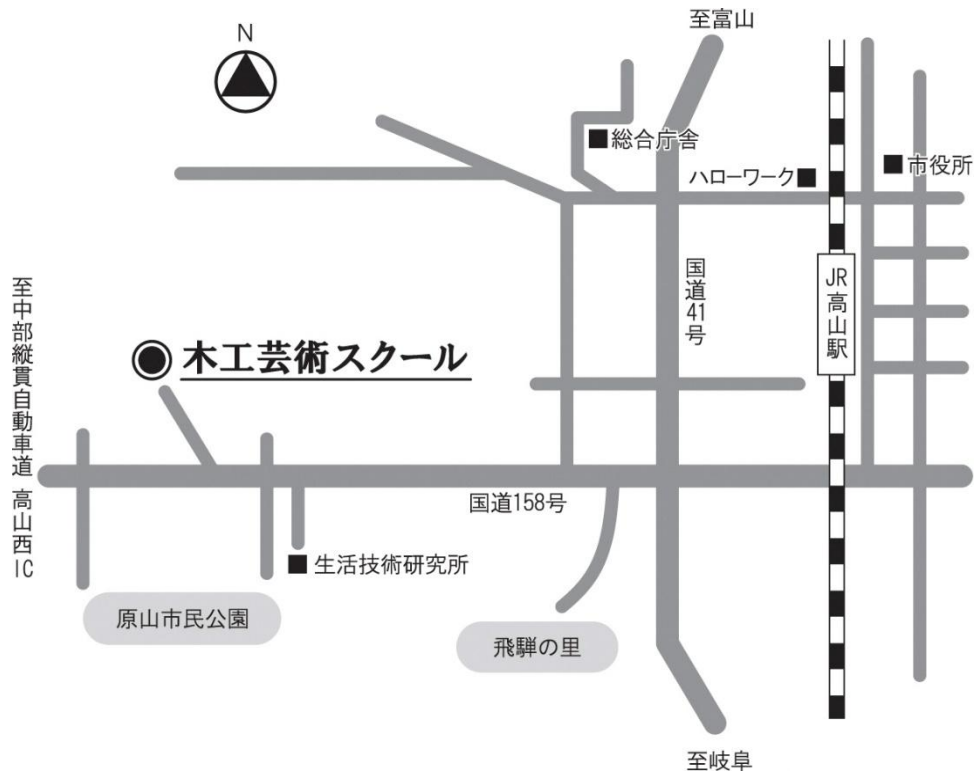 N
至富山
総合庁舎
ハローワーク
市役所
国道41号
JR高山駅
至中部縦貫自動車道 高山西IC
木工芸術スクール
国道158号
生活技術研究所
原山市民公園
飛騨の里
至岐阜